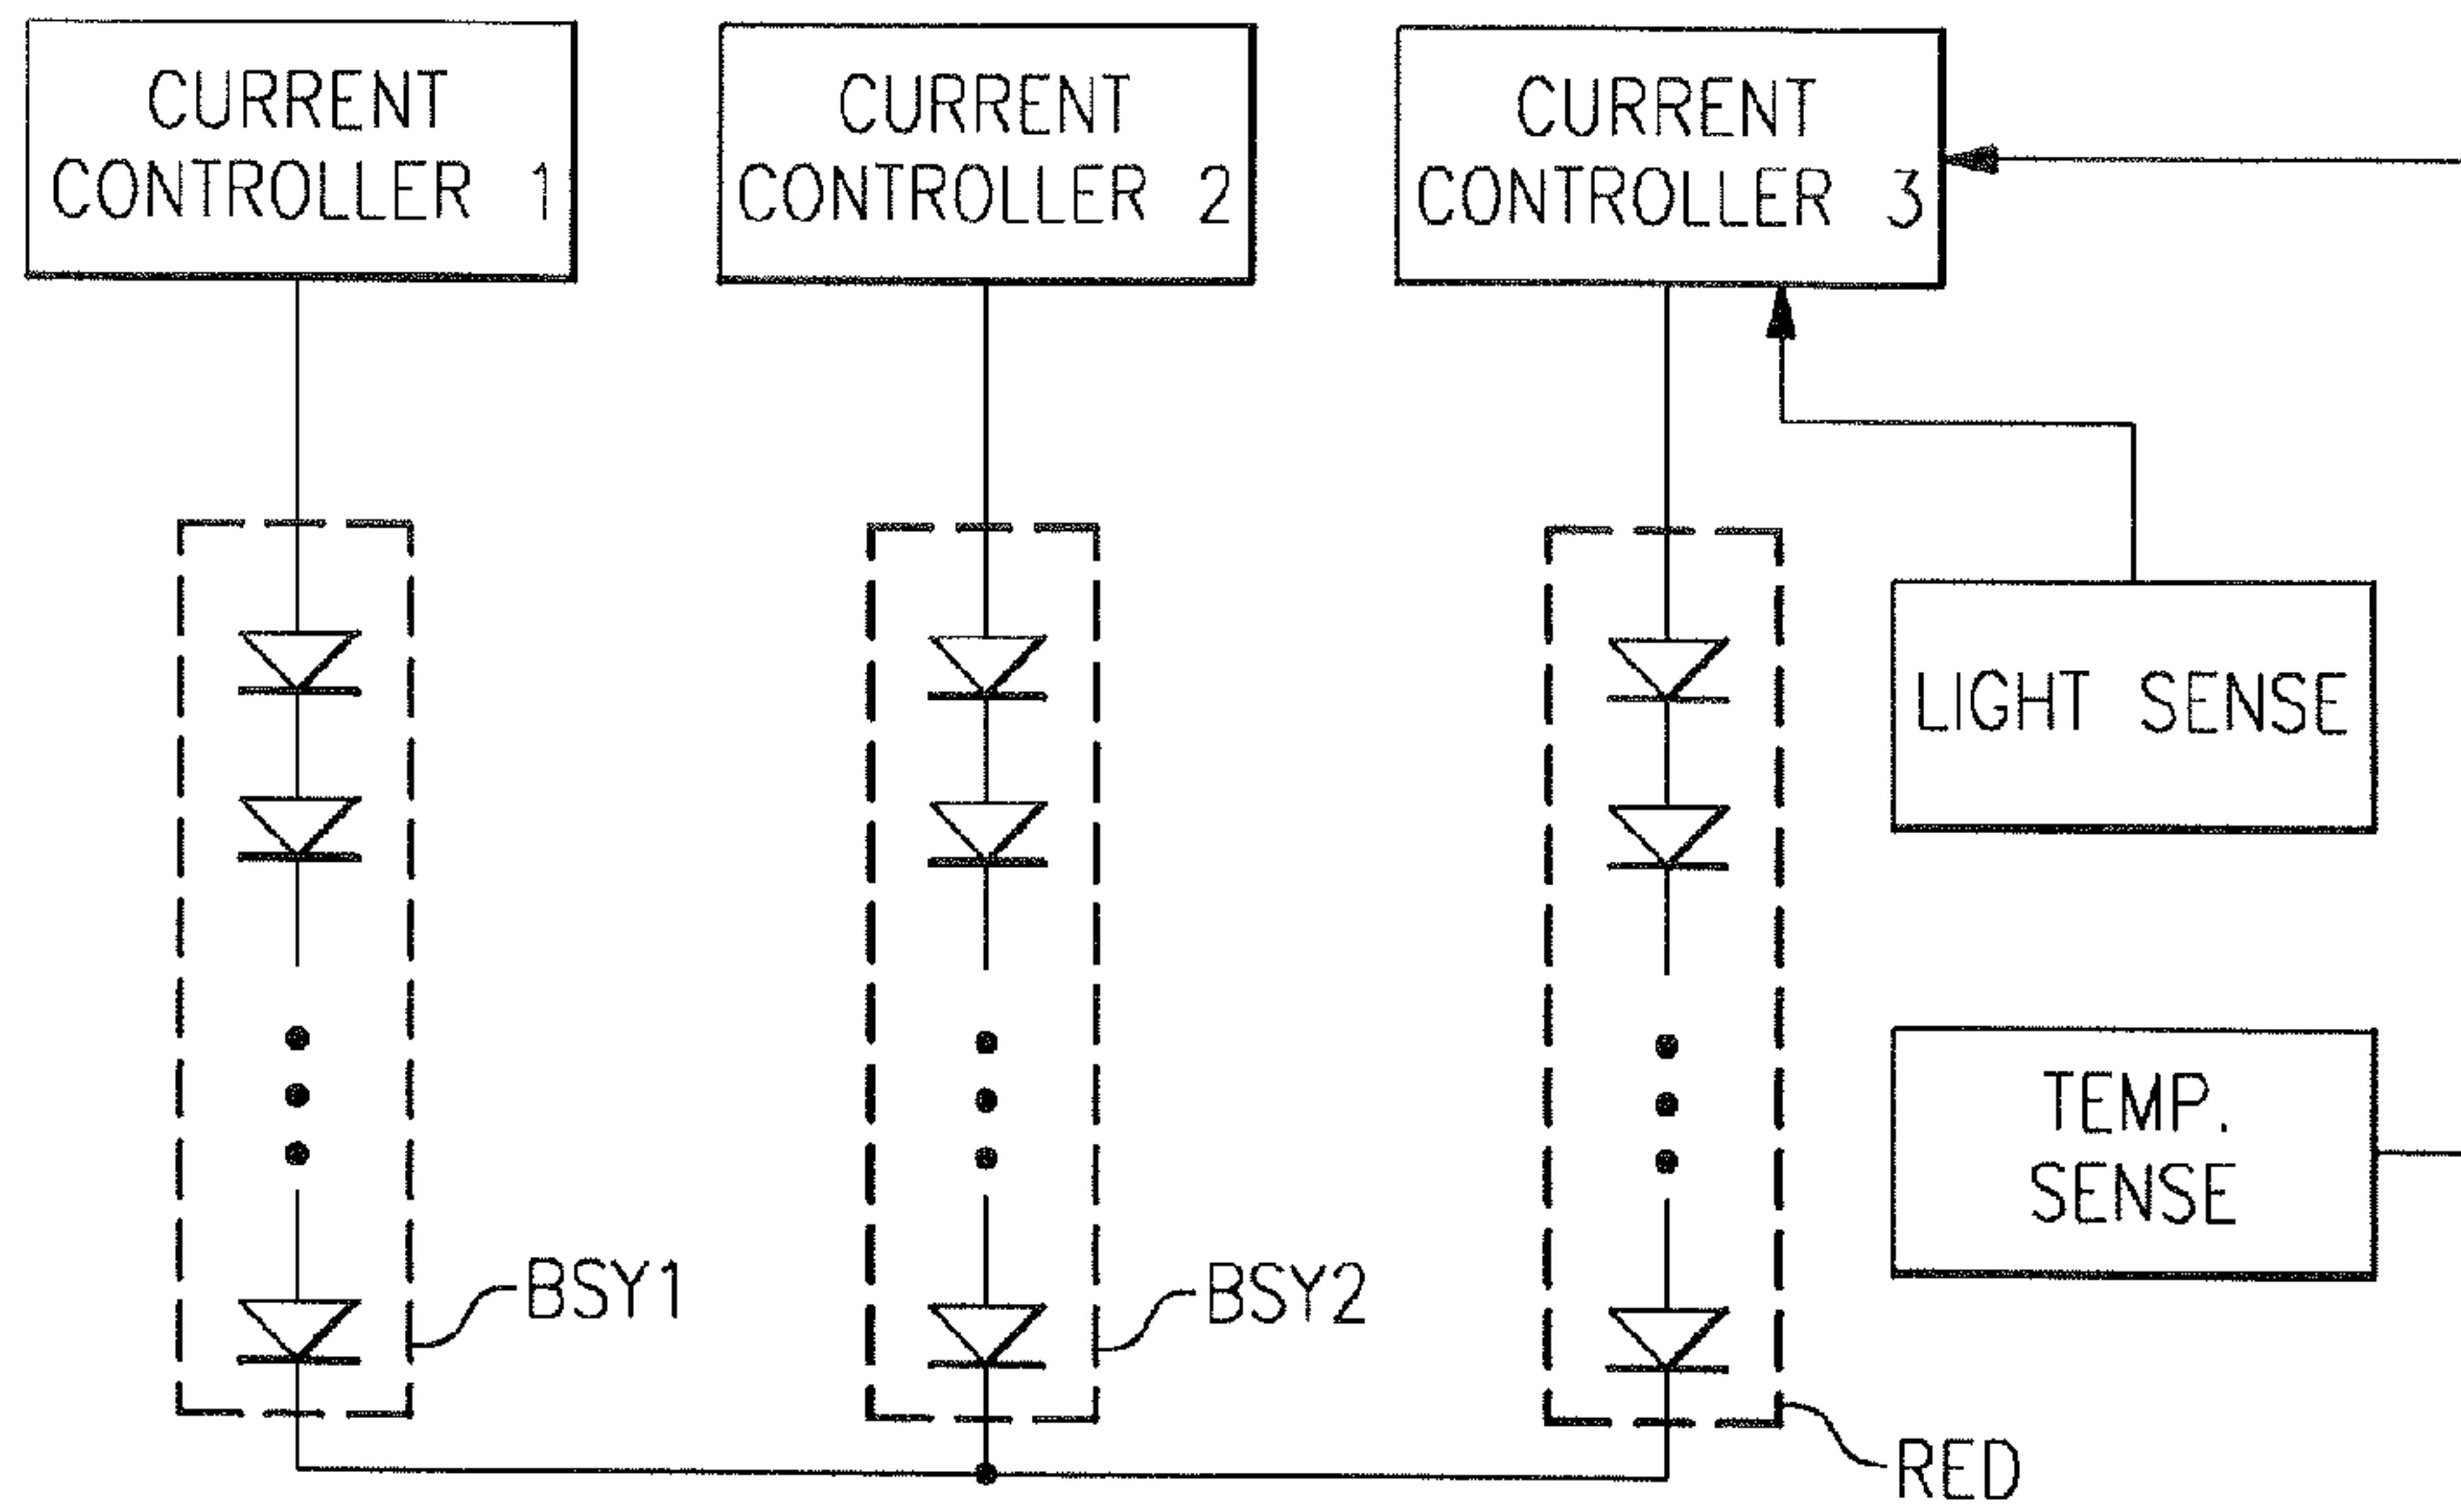 CURRENT
CONTROLLER 1
CURRENT
CONTROLLER 2
CURRENT
CONTROLLER 3
LIGHT SENSE
TEMP.
SENSE
BSY1
BSY2
RED